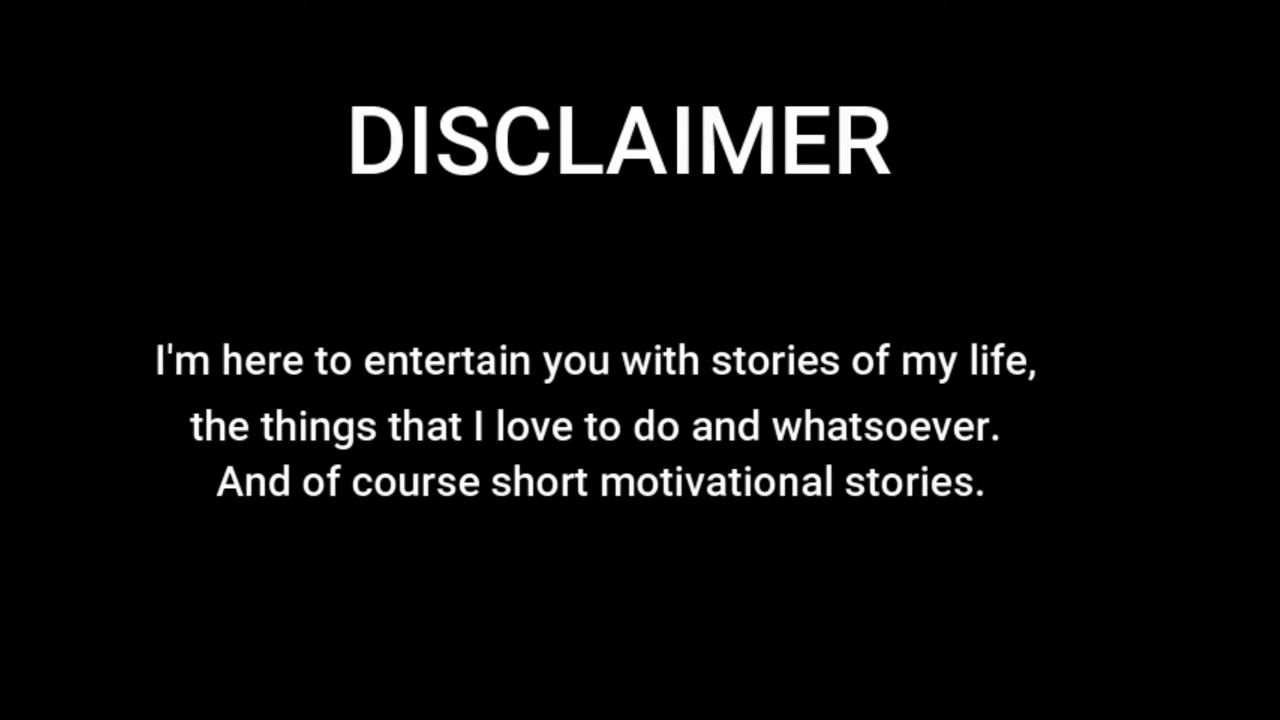 DISCLAIMER
I'm here to entertain you with stories of my life,
the things that I love to do and whatsoever.
And of course short motivational stories.